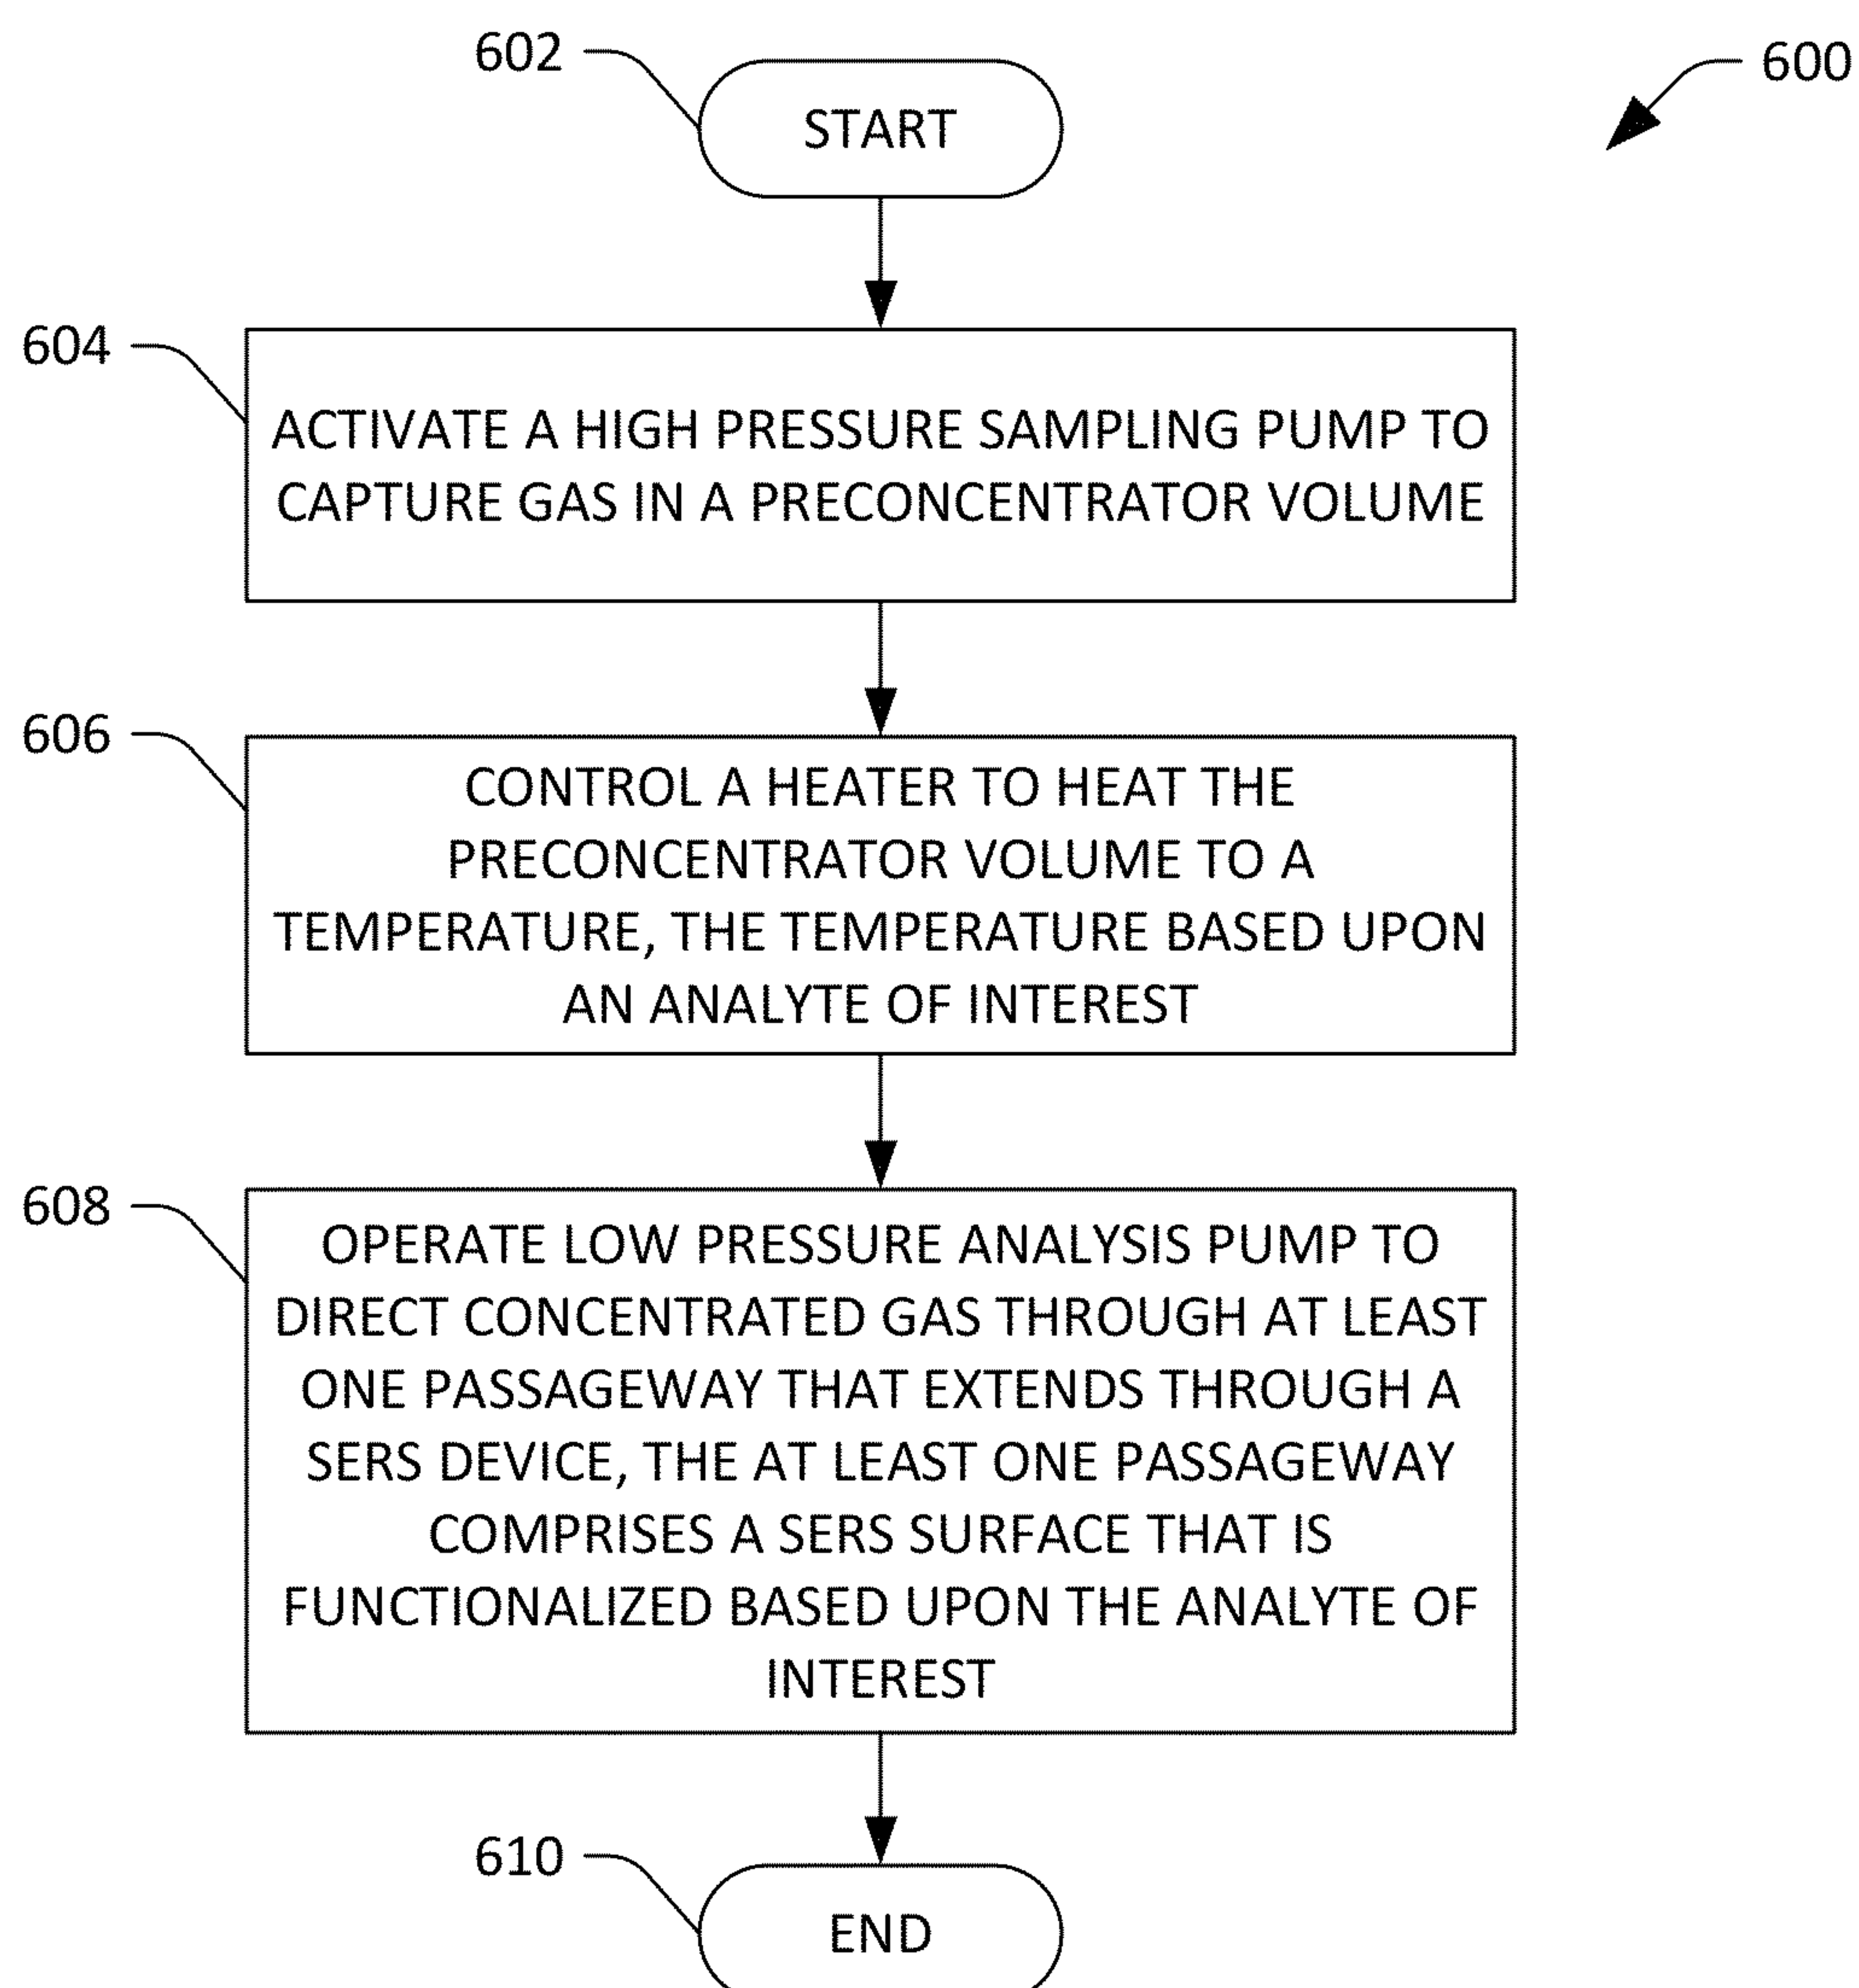 602
START
600
604
ACTIVATE A HIGH PRESSURE SAMPLING PUMP TO
CAPTURE GAS IN A PRECONCENTRATOR VOLUME
606
CONTROL A HEATER TO HEAT THE
PRECONCENTRATOR VOLUME TO A
TEMPERATURE, THE TEMPERATURE BASED UPON
AN ANALYTE OF INTEREST
608
OPERATE LOW PRESSURE ANALYSIS PUMP TO
DIRECT CONCENTRATED GAS THROUGH AT LEAST
ONE PASSAGEWAY THAT EXTENDS THROUGH A
SERS DEVICE, THE AT LEAST ONE PASSAGEWAY
COMPRISES A SERS SURFACE THAT IS
FUNCTIONALIZED BASED UPON THE ANALYTE OF
INTEREST
610
END